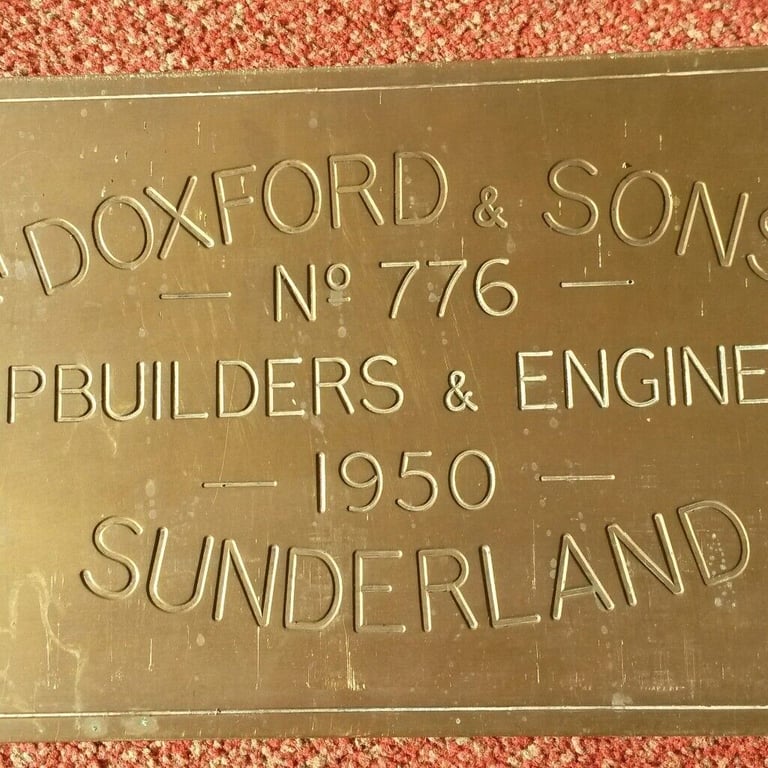 DOXFORD & SONS
— Nº 776 —
PBUILDERS & ENGINE
— 1950 —
SUNDERLAND